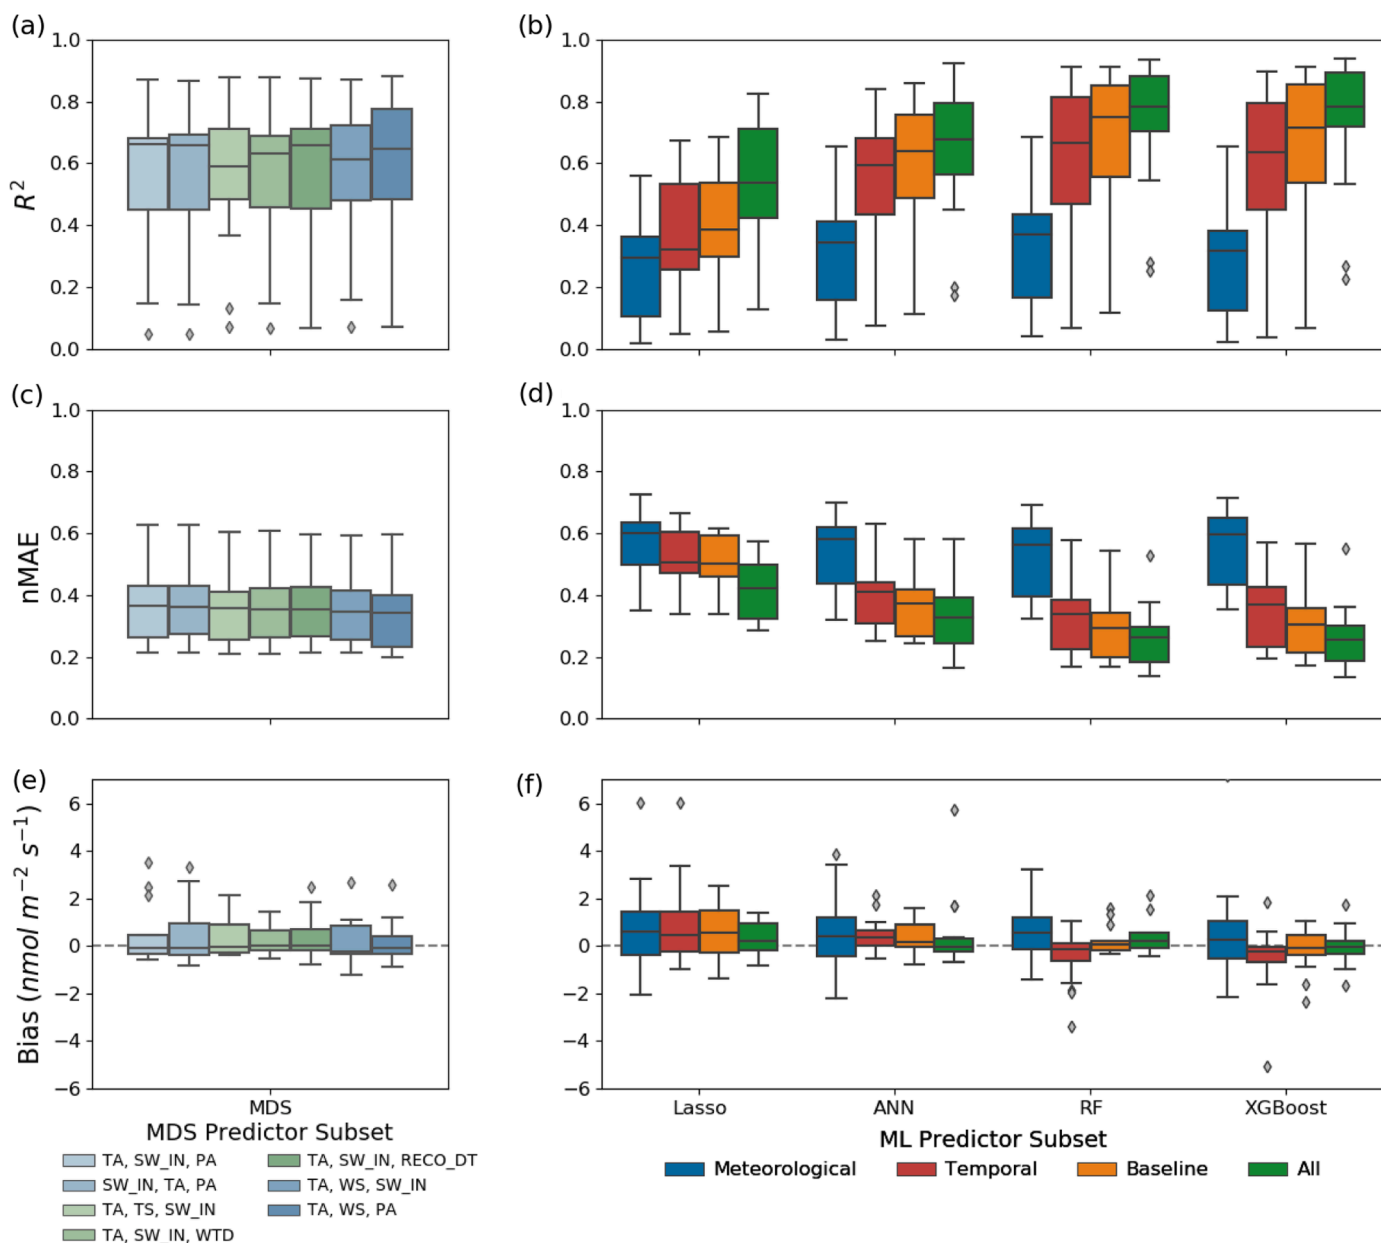 (a)
(b)
1.0
0.8
0.6
0.4
0.2
0.0
R²
1.0
0.8
0.6
0.4
0.2
0.0
(c)
(d)
1.0
0.8
0.6
0.4
0.2
0.0
nMAE
1.0
0.8
0.6
0.4
0.2
0.0
(e)
(f)
6
4
2
0
−2
−4
−6
Bias (nmol m⁻² s⁻¹)
6
4
2
0
−2
−4
−6
MDS
MDS Predictor Subset
TA, SW_IN, PA
SW_IN, TA, PA
TA, TS, SW_IN
TA, SW_IN, WTD
TA, SW_IN, RECO_DT
TA, WS, SW_IN
TA, WS, PA
Lasso ANN RF XGBoost
ML Predictor Subset
Meteorological Temporal Baseline All